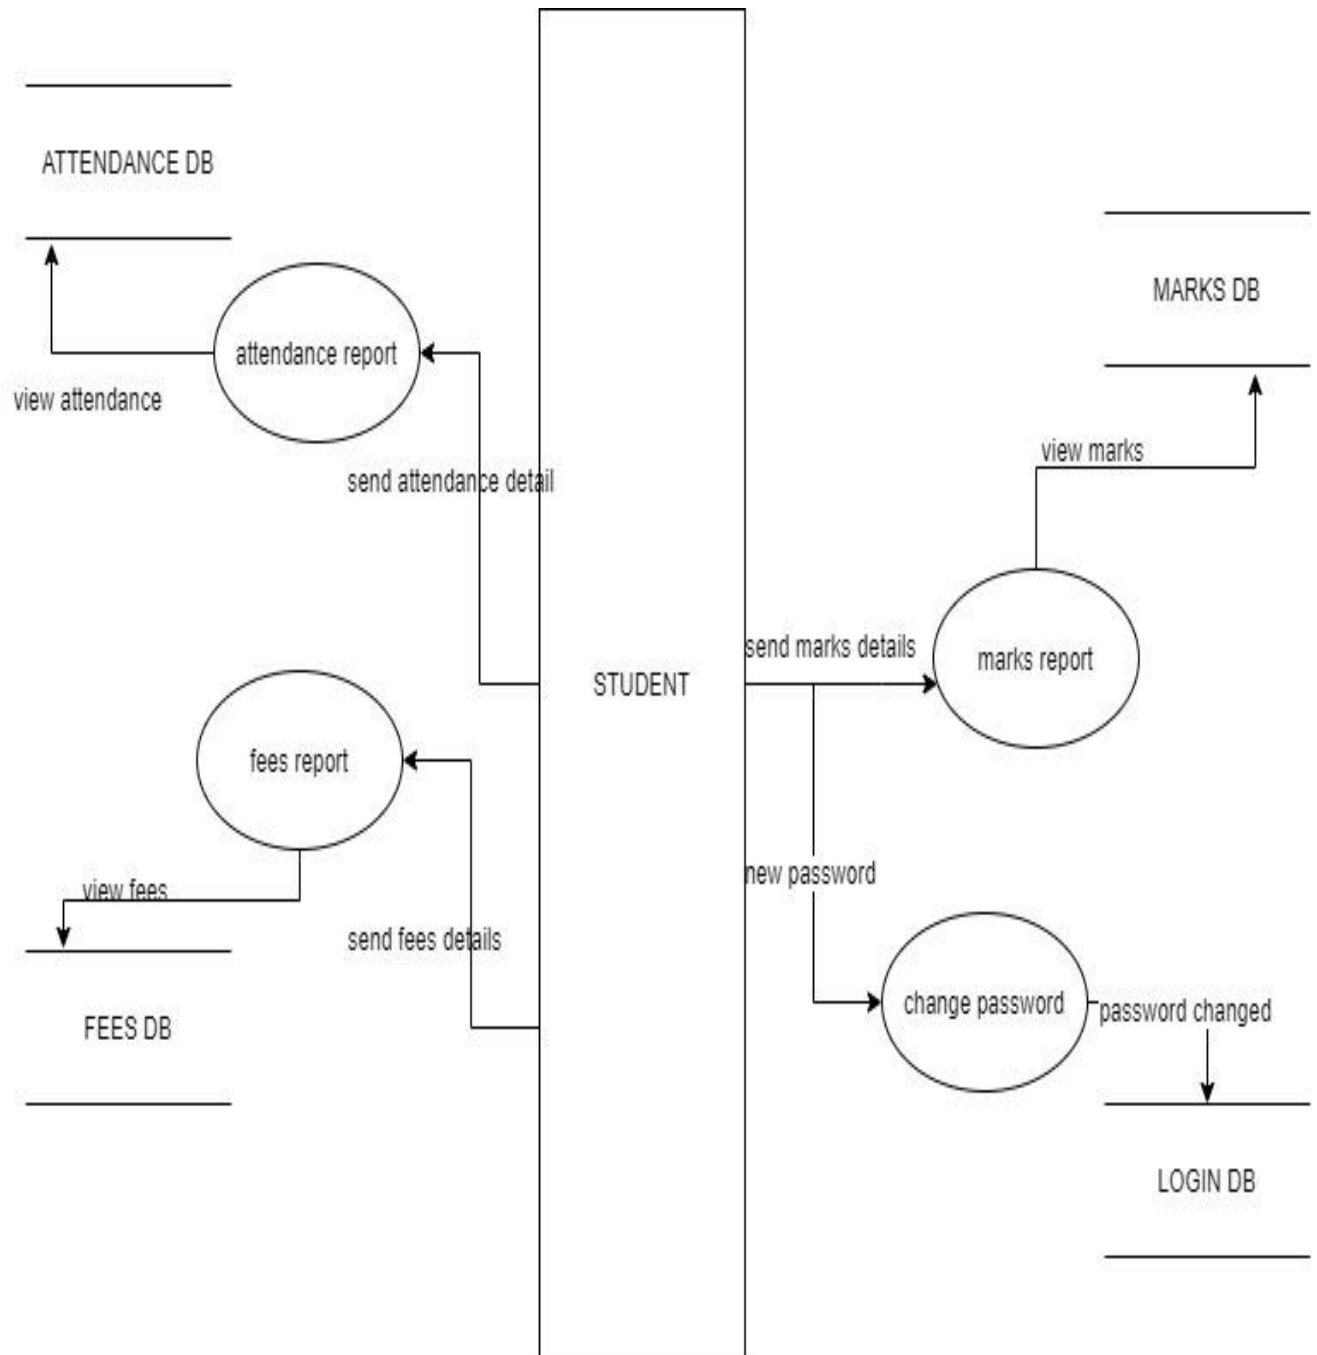 ATTENDANCE DB
MARKS DB
attendance report
view attendance
view marks
send attendance detail
send marks details
marks report
STUDENT
fees report
new password
view fees
send fees details
change password
password changed
FEES DB
LOGIN DB